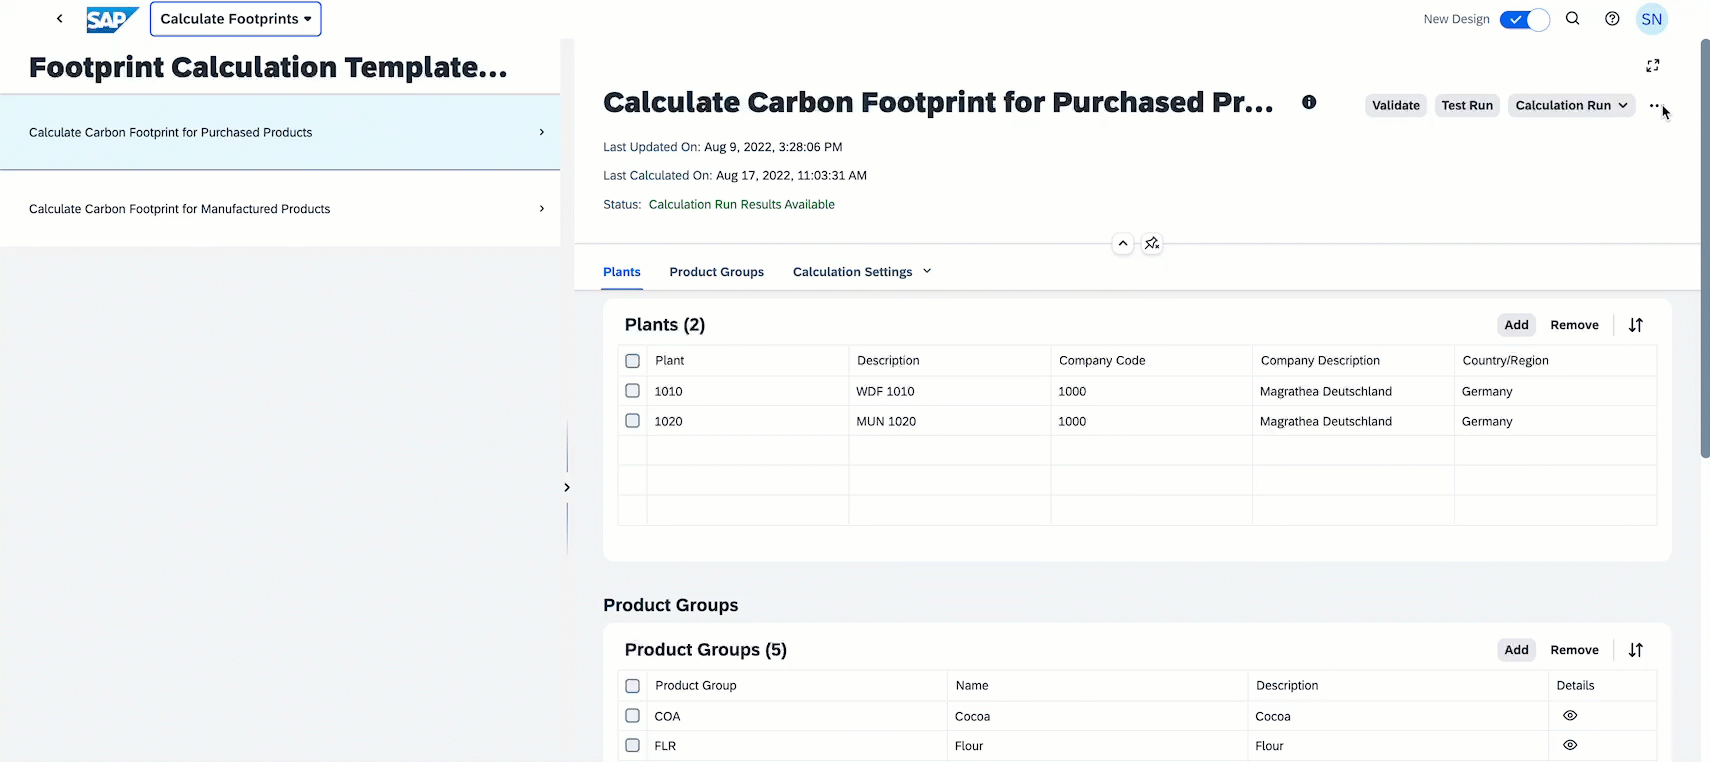 SAP Calculate Footprints
New Design
SN
Footprint Calculation Template...
Calculate Carbon Footprint for Purchased Products
Calculate Carbon Footprint for Manufactured Products
Calculate Carbon Footprint for Purchased Pr...
Validate Test Run Calculation Run
Last Updated On: Aug 9, 2022, 3:28:06 PM
Last Calculated On: Aug 17, 2022, 11:03:31 AM
Status: Calculation Run Results Available
Plants Product Groups Calculation Settings
Plants (2) Add Remove
Plant Description Company Code Company Description Country/Region
1010 WDF 1010 1000 Magrathea Deutschland Germany
1020 MUN 1020 1000 Magrathea Deutschland Germany
Product Groups
Product Groups (5) Add Remove
Product Group Name Description Details
COA Cocoa Cocoa
FLR Flour Flour